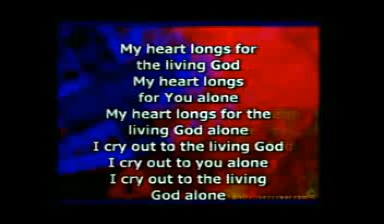 My heart longs for
the living God
My heart longs
for You alone
My heart longs for the
living God alone
I cry out to the living God
I cry out to you alone
I cry out to the living
God alone